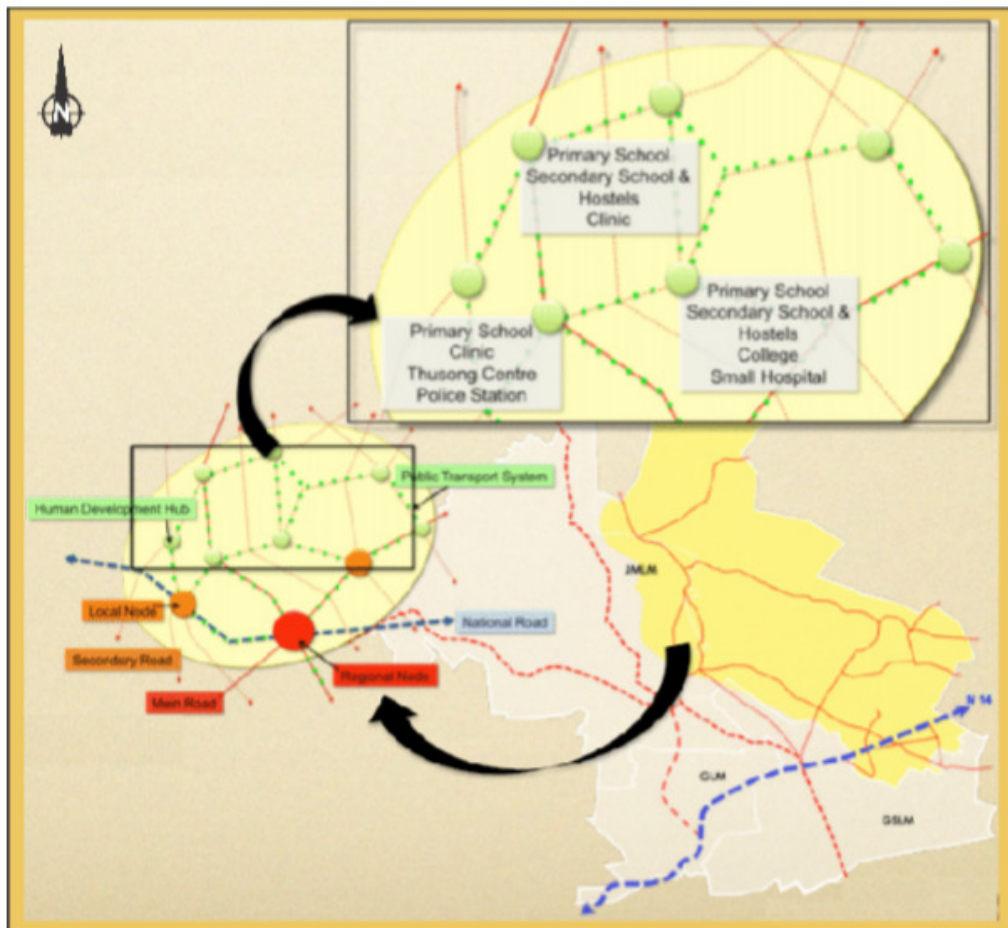 N
Primary School
Secondary School &
Hostels
Clinic
Primary School
Secondary School &
Hostels
College
Small Hospital
Primary School
Clinic
Thusong Centre
Police Station
Public Transport System
Human Development Hub
Local Node
National Road
Secondary Road
Regional Node
Main Road
JMLM
N 14
GLM
GSLM